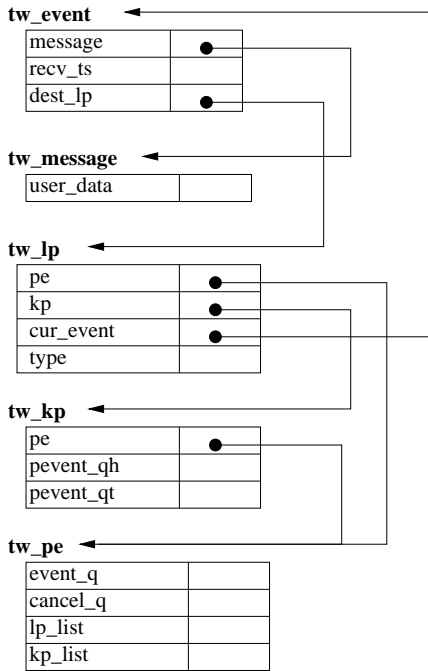 tw_event
message
recv_ts
dest_lp
tw_message
user_data
tw_lp
pe
kp
cur_event
type
tw_kp
pe
pevent_qh
pevent_qt
tw_pe
event_q
cancel_q
lp_list
kp_list